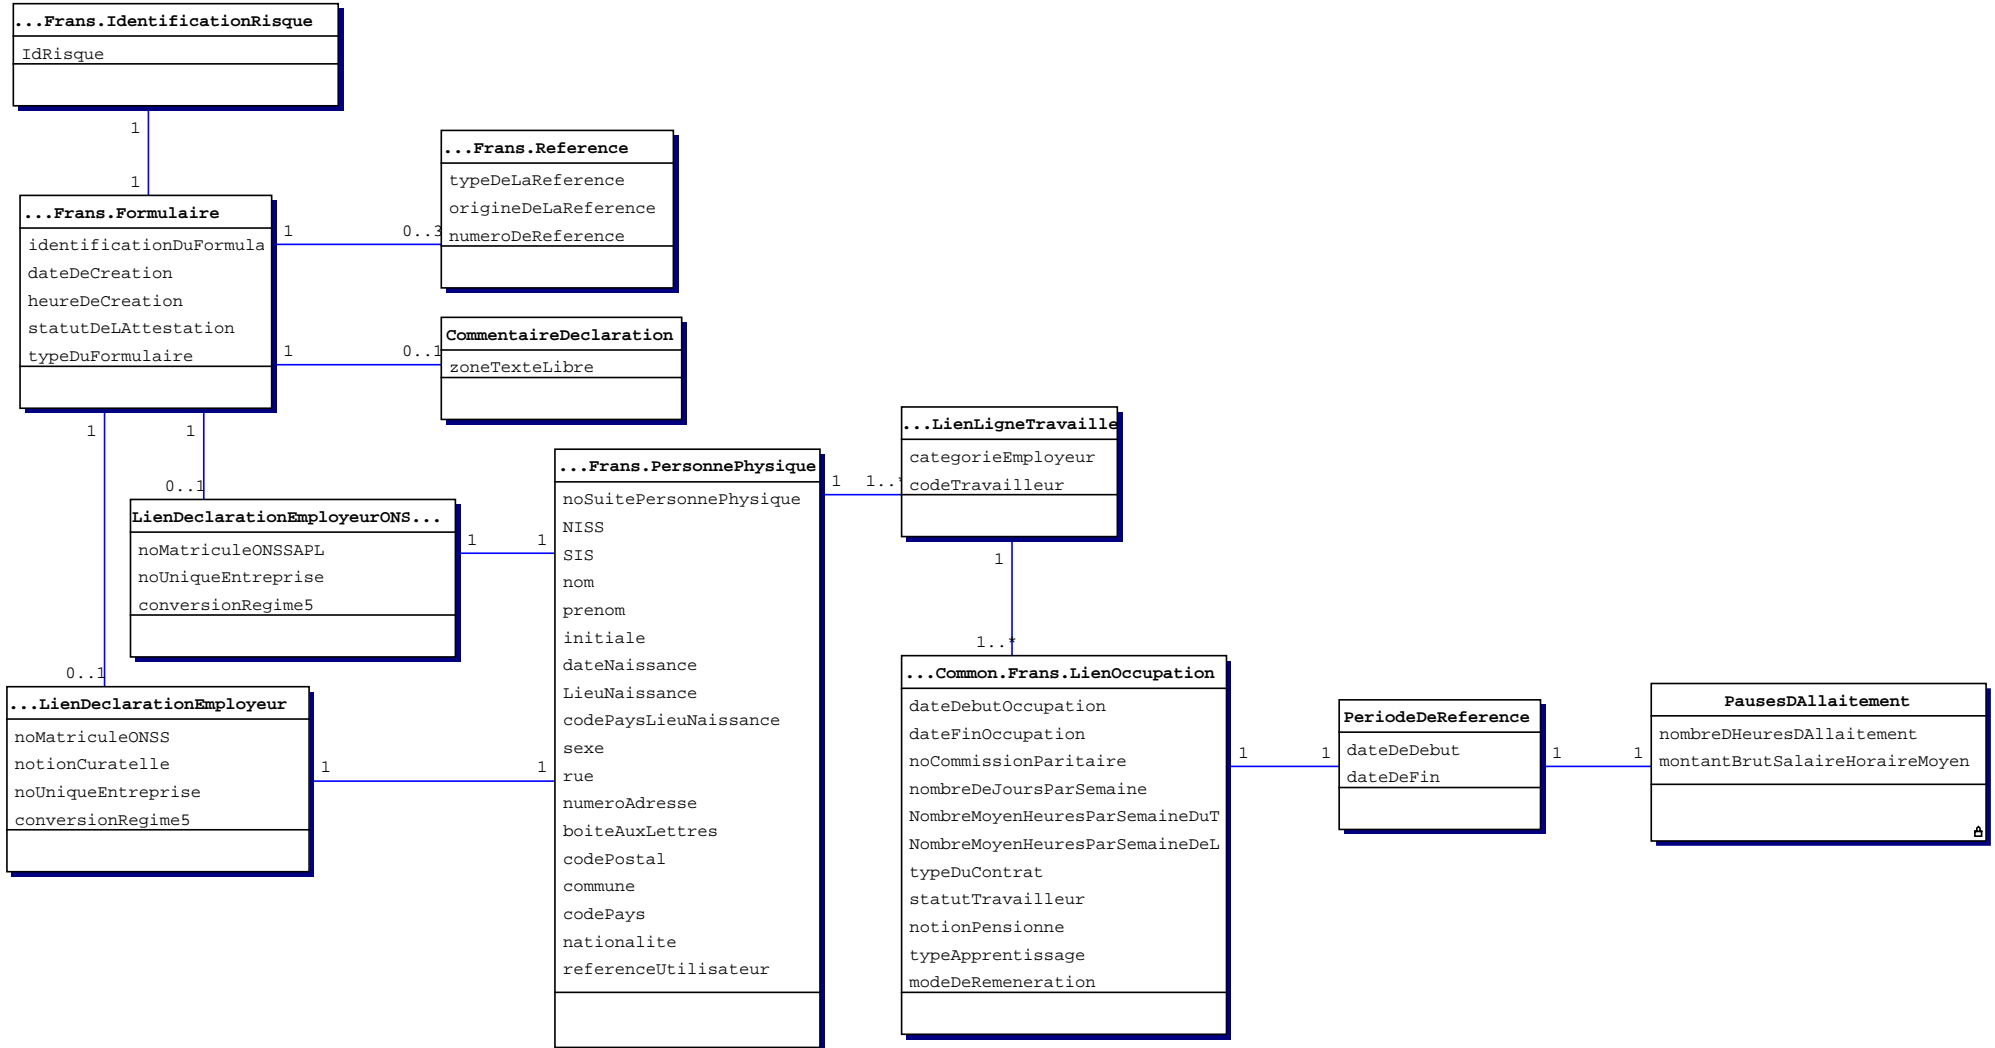 ...Frans.IdentificationRisque
IdRisque
1
1
...Frans.Reference
typeDeLaReference
origineDeLaReference
numeroDeReference
...Frans.Formulaire
identificationDuFormula
dateDeCreation
heureDeCreation
statutDeLAttestation
typeDuFormulaire
1
0..3
CommentaireDeclaration
zoneTexteLibre
1
0..1
1
1
0..1
0..1
LienDeclarationEmployeurONS...
noMatriculeONSSAPL
noUniqueEntreprise
conversionRegime5
1
1
...LienDeclarationEmployeur
noMatriculeONSS
notionCuratelle
noUniqueEntreprise
conversionRegime5
1
1
...Frans.PersonnePhysique
noSuitePersonnePhysique
NISS
SIS
nom
prenom
initiale
dateNaissance
LieuNaissance
codePaysLieuNaissance
sexe
rue
numeroAdresse
boiteAuxLettres
codePostal
commune
codePays
nationalite
referenceUtilisateur
1
1..*
...LienLigneTravaille
categorieEmployeur
codeTravailleur
1
1..*
...Common.Frans.LienOccupation
dateDebutOccupation
dateFinOccupation
noCommissionParitaire
nombreDeJoursParSemaine
NombreMoyenHeuresParSemaineDuT
NombreMoyenHeuresParSemaineDeL
typeDuContrat
statutTravailleur
notionPensionne
typeApprentissage
modeDeRemeneration
1
1
PeriodeDeReference
dateDeDebut
dateDeFin
1
1
PausesDAllaitement
nombreDHeuresDAllaitement
montantBrutSalaireHoraireMoyen